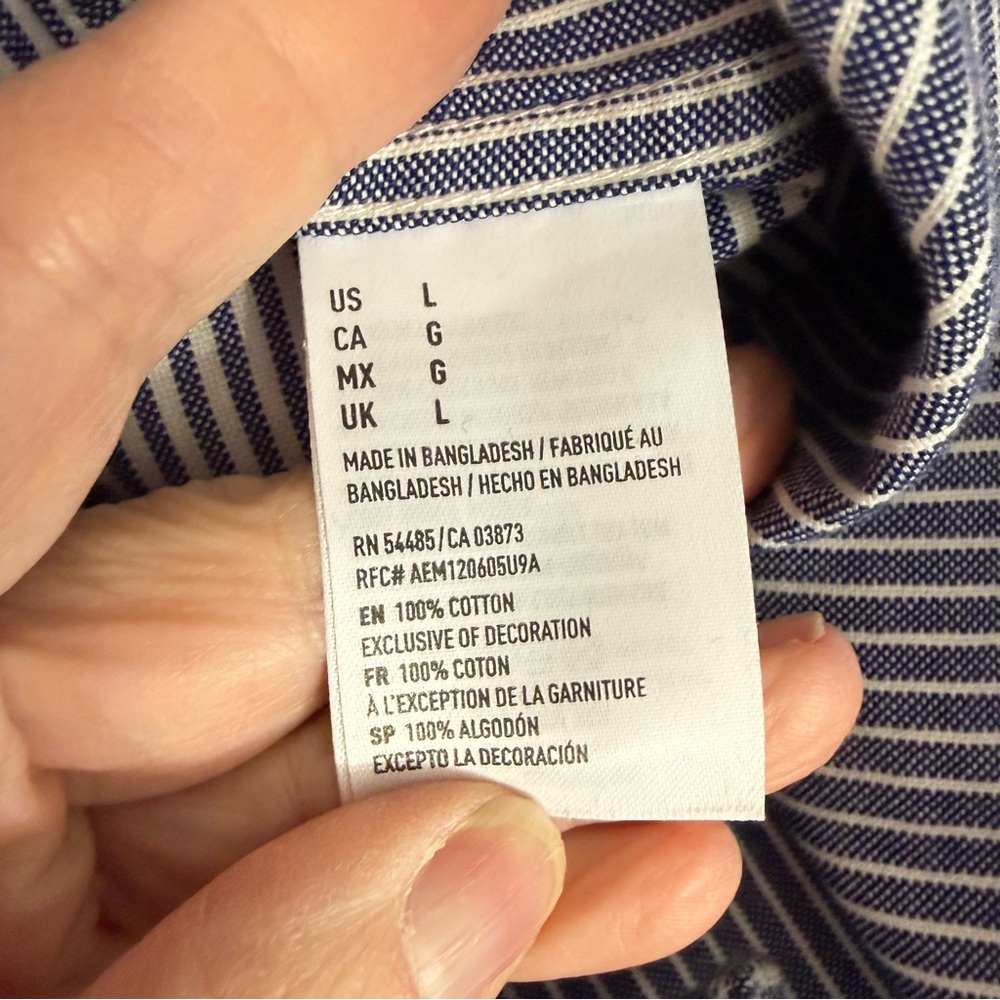 US L
CA G
MX G
UK L
MADE IN BANGLADESH / FABRIQUÉ AU
BANGLADESH / HECHO EN BANGLADESH
RN 54485/CA 03873
RFC# AEM120605U9A
EN 100% COTTON
EXCLUSIVE OF DECORATION
FR 100% COTON
À L'EXCEPTION DE LA GARNITURE
SP 100% ALGODÓN
EXCEPTO LA DECORACIÓN